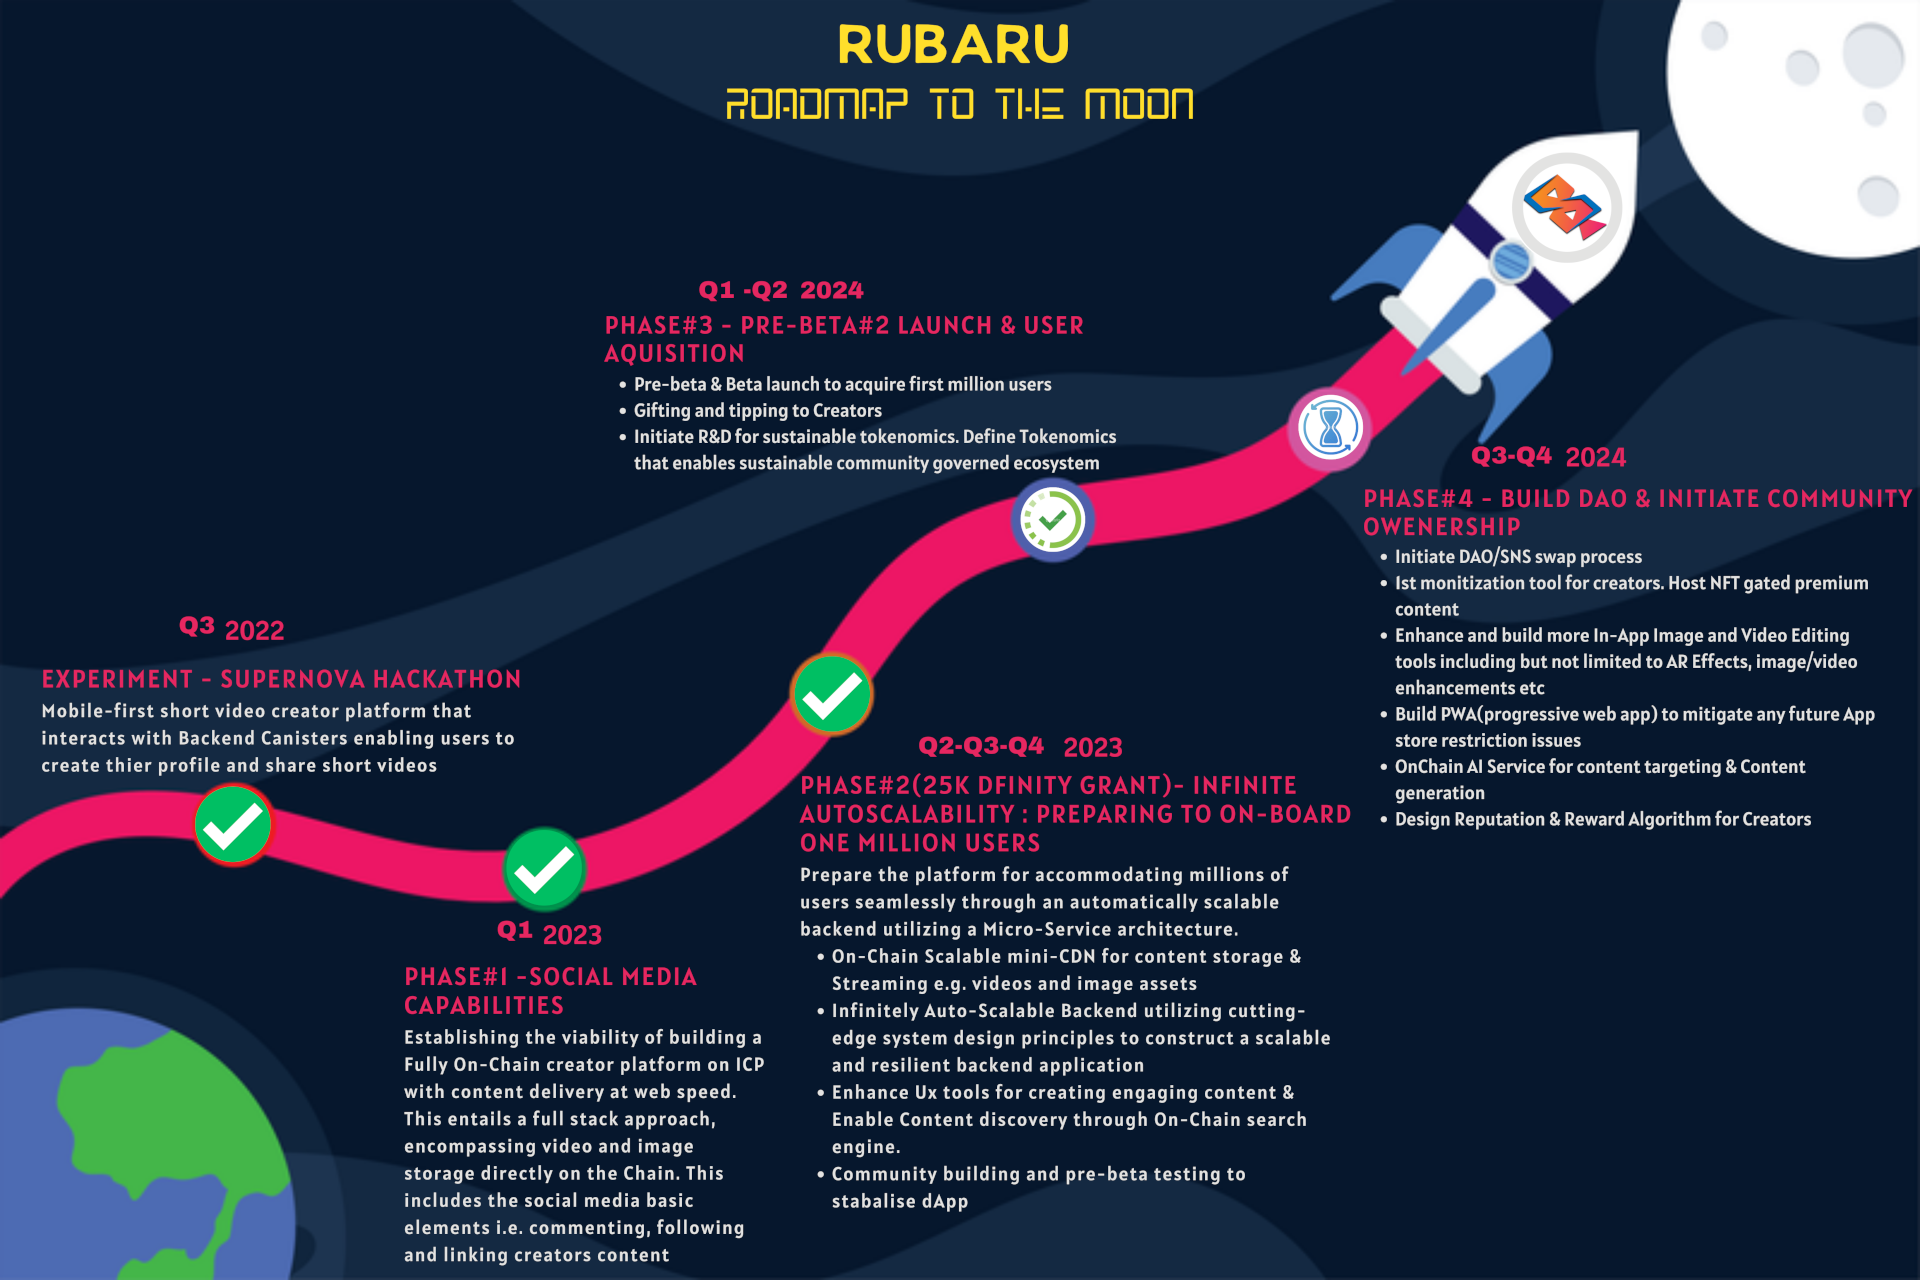 RUBARU
ROADMAP TO THE MOON
Q3 2022
EXPERIMENT - SUPERNOVA HACKATHON
Mobile-first short video creator platform that
interacts with Backend Canisters enabling users to
create thier profile and share short videos
Q1 2023
PHASE#1 -SOCIAL MEDIA
CAPABILITIES
Establishing the viability of building a
Fully On-Chain creator platform on ICP
with content delivery at web speed.
This entails a full stack approach,
encompassing video and image
storage directly on the Chain. This
includes the social media basic
elements i.e. commenting, following
and linking creators content
Q2-Q3-Q4 2023
PHASE#2(25K DFINITY GRANT)- INFINITE
AUTOSCALABILITY : PREPARING TO ON-BOARD
ONE MILLION USERS
Prepare the platform for accommodating millions of
users seamlessly through an automatically scalable
backend utilizing a Micro-Service architecture.
• On-Chain Scalable mini-CDN for content storage &
Streaming e.g. videos and image assets
• Infinitely Auto-Scalable Backend utilizing cutting-
edge system design principles to construct a scalable
and resilient backend application
• Enhance Ux tools for creating engaging content &
Enable Content discovery through On-Chain search
engine.
• Community building and pre-beta testing to
stabalise dApp
Q1 -Q2 2024
PHASE#3 - PRE-BETA#2 LAUNCH & USER
AQUISITION
• Pre-beta & Beta launch to acquire first million users
• Gifting and tipping to Creators
• Initiate R&D for sustainable tokenomics. Define Tokenomics
that enables sustainable community governed ecosystem
Q3-Q4 2024
PHASE#4 - BUILD DAO & INITIATE COMMUNITY
OWENERSHIP
• Initiate DAO/SNS swap process
• 1st monitization tool for creators. Host NFT gated premium
content
• Enhance and build more In-App Image and Video Editing
tools including but not limited to AR Effects, image/video
enhancements etc
• Build PWA(progressive web app) to mitigate any future App
store restriction issues
• OnChain AI Service for content targeting & Content
generation
• Design Reputation & Reward Algorithm for Creators